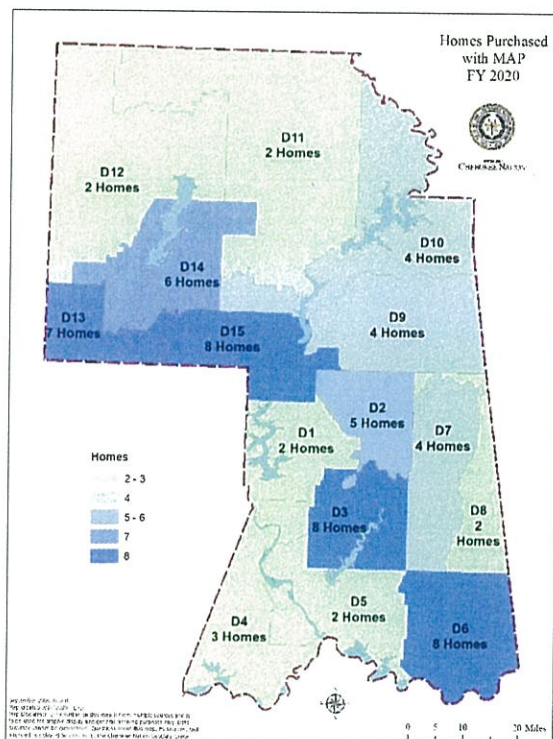 Homes Purchased
with MAP
FY 2020
CHEROKEE NATION
D11
2 Homes
D12
2 Homes
D10
4 Homes
D14
6 Homes
D13
7 Homes
D15
8 Homes
D9
4 Homes
D2
5 Homes
D1
2 Homes
D7
4 Homes
D3
8 Homes
D8
2
Homes
D5
2 Homes
D4
3 Homes
D6
8 Homes
Homes
2 - 3
4
5 - 6
7
8
0 5 10 20 Miles